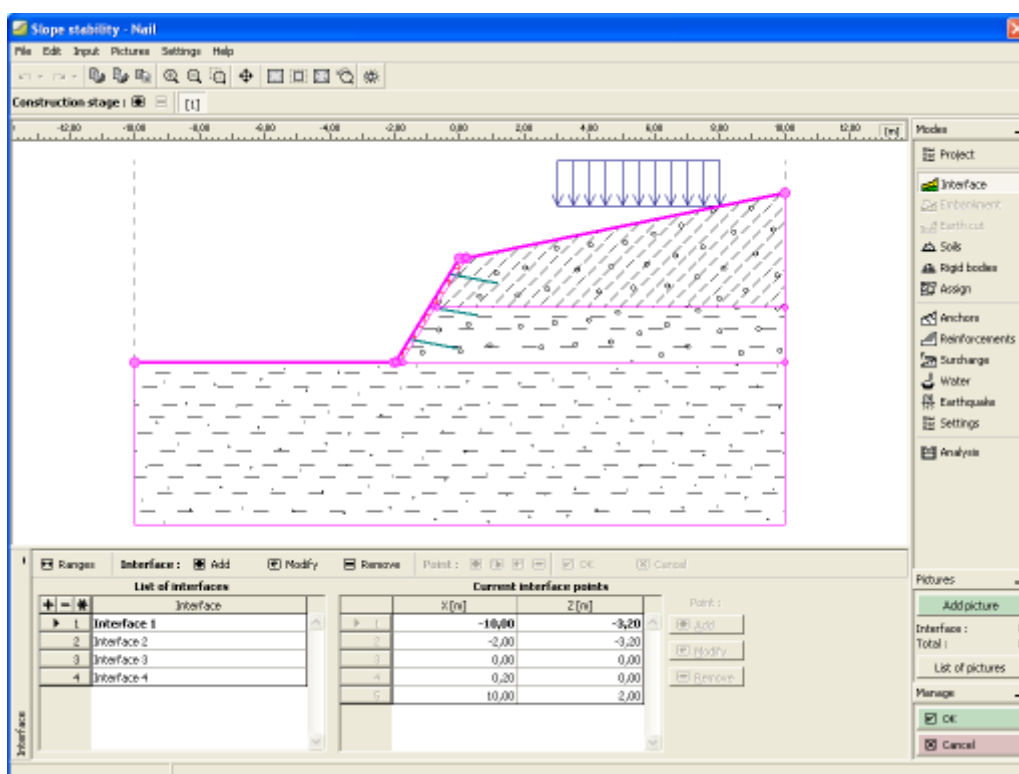 Slope stability - Nail
File Edit Input Pictures Settings Help
Construction stage : [1]
-12,00 -10,00 -8,00 -6,00 -4,00 -2,00 0,00 2,00 4,00 6,00 8,00 10,00 12,00 [m]
Modes
Project
Interface
Embankment
Earth cut
Soils
Rigid bodies
Assign
Anchors
Reinforcements
Surcharge
Water
Earthquake
Settings
Analysis
Ranges Interface : Add Modify Remove Point : OK Cancel
List of interfaces
Interface
1 Interface 1
2 Interface 2
3 Interface 3
4 Interface 4
Current interface points
X [m] Z [m]
1 -10,00 -3,20
2 -2,00 -3,20
3 0,00 0,00
4 0,20 0,00
5 10,00 2,00
Point :
Add
Modify
Remove
Interface
Pictures
Add picture
Interface :
Total :
List of pictures
Manage
OK
Cancel